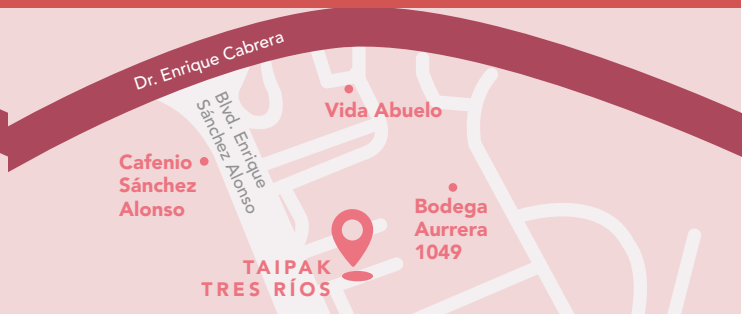 Dr. Enrique Cabrera
Blvd. Enrique
Sánchez Alonso
Vida Abuelo
Cafenio
Sánchez
Alonso
Bodega
Aurrera
1049
TAIPAK
TRES RÍOS